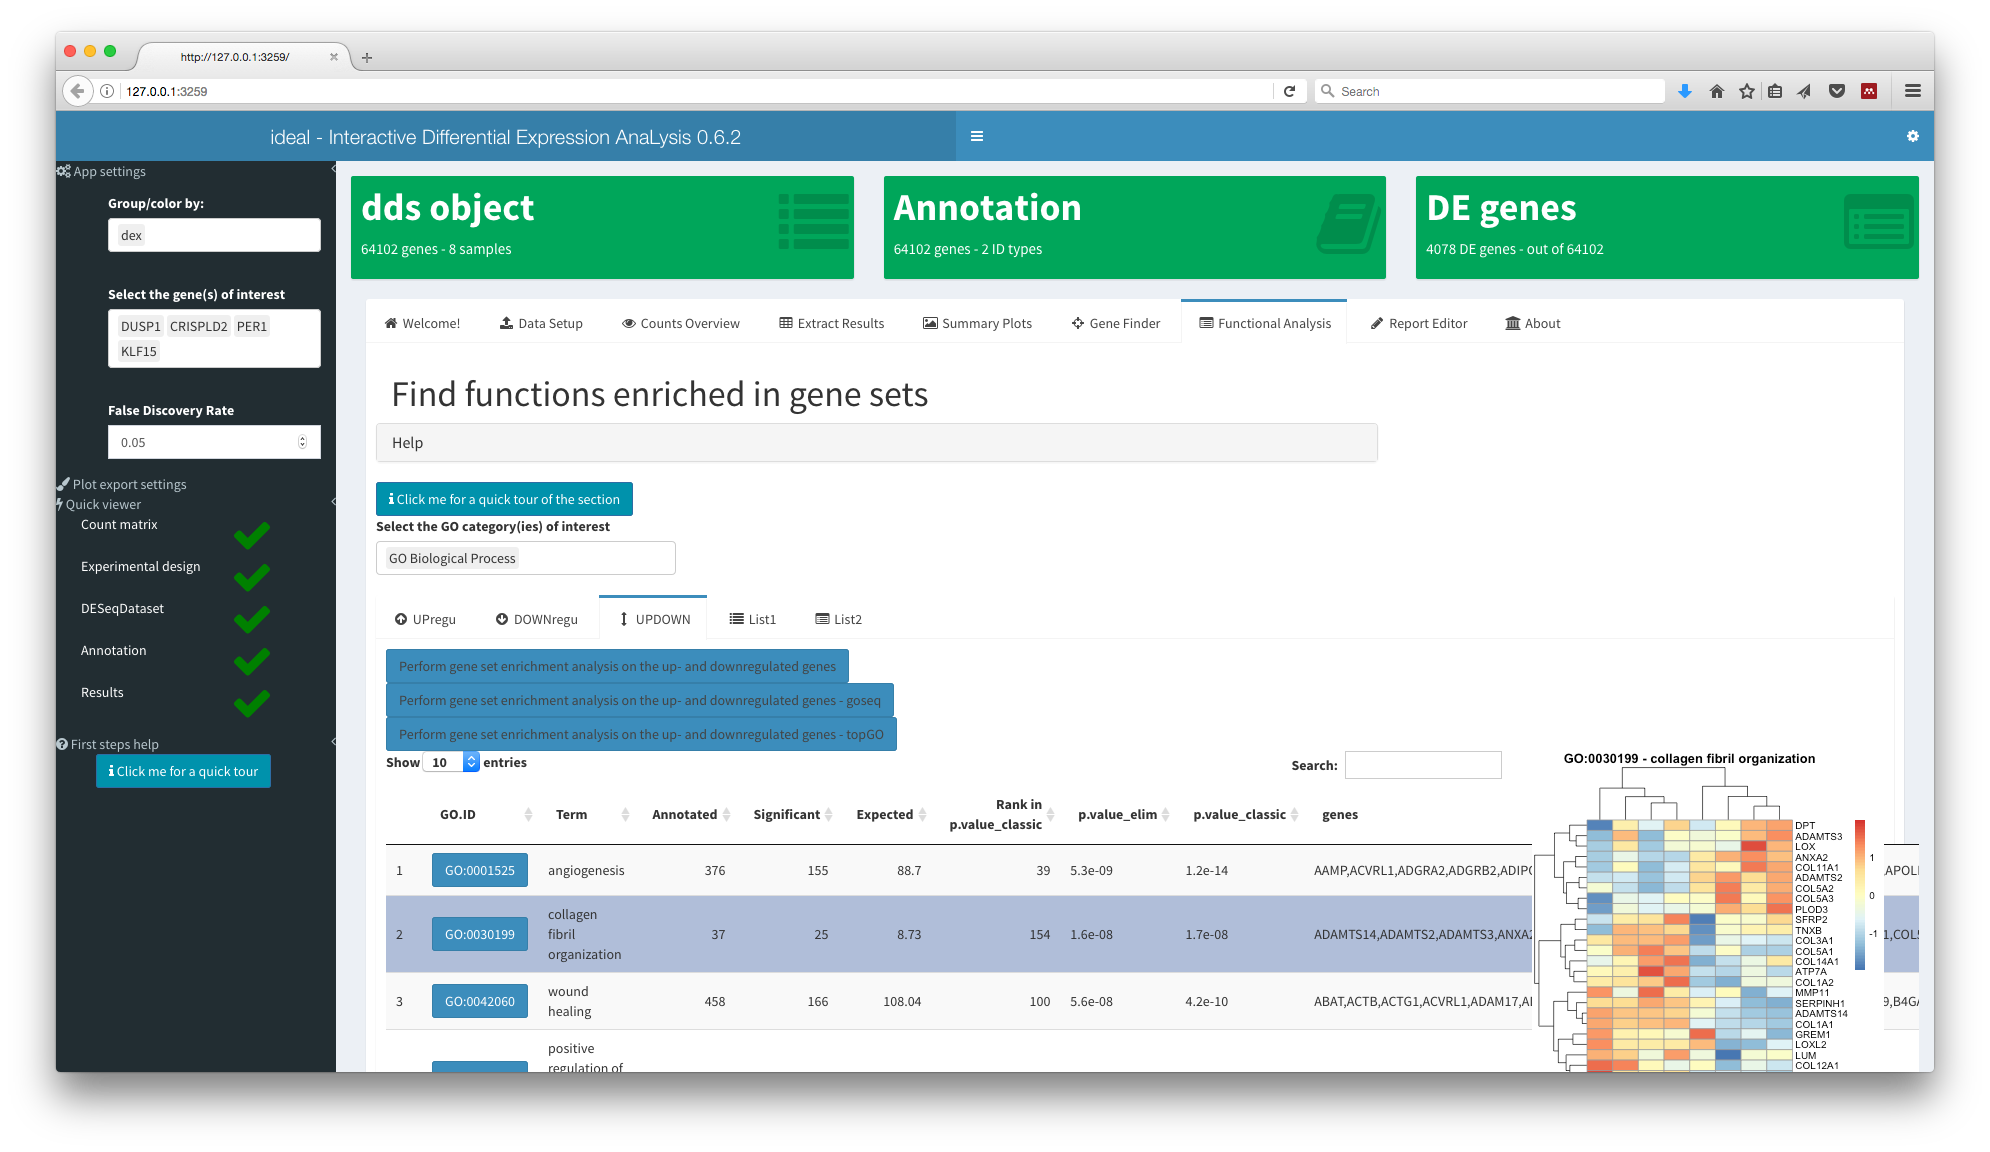 http://127.0.0.1:3259/
127.0.0.1:3259
Search
ideal - Interactive Differential Expression AnaLysis 0.6.2
App settings
Group/color by:
dex
Select the gene(s) of interest
DUSP1 CRISPLD2 PER1
KLF15
False Discovery Rate
0.05
Plot export settings
Quick viewer
Count matrix
Experimental design
DESeqDataset
Annotation
Results
First steps help
Click me for a quick tour
dds object
64102 genes - 8 samples
Annotation
64102 genes - 2 ID types
DE genes
4078 DE genes - out of 64102
Welcome! Data Setup Counts Overview Extract Results Summary Plots Gene Finder Functional Analysis Report Editor About
Find functions enriched in gene sets
Help
Click me for a quick tour of the section
Select the GO category(ies) of interest
GO Biological Process
UPregu DOWNregu UPDOWN List1 List2
Perform gene set enrichment analysis on the up- and downregulated genes
Perform gene set enrichment analysis on the up- and downregulated genes - goseq
Perform gene set enrichment analysis on the up- and downregulated genes - topGO
Show 10 entries
Search:
GO.ID Term Annotated Significant Expected Rank in p.value_classic p.value_elim p.value_classic genes
1 GO:0001525 angiogenesis 376 155 88.7 39 5.3e-09 1.2e-14 AAMP,ACVRL1,ADGRA2,ADGRB2,ADIPO
2 GO:0030199 collagen fibril organization 37 25 8.73 154 1.6e-08 1.7e-08 ADAMTS14,ADAMTS2,ADAMTS3,ANXA2
3 GO:0042060 wound healing 458 166 108.04 100 5.6e-08 4.2e-10 ABAT,ACTB,ACTG1,ACVRL1,ADAM17,A
positive
regulation of
GO:0030199 - collagen fibril organization
DPT
ADAMTS3
LOX
ANXA2
COL11A1
ADAMTS2
COL5A2
COL5A3
PLOD3
SFRP2
TNXB
COL3A1
COL5A1
COL14A1
ATP7A
COL1A2
MMP11
SERPINH1
ADAMTS14
COL1A1
GREM1
LOXL2
LUM
COL12A1
1
0
-1